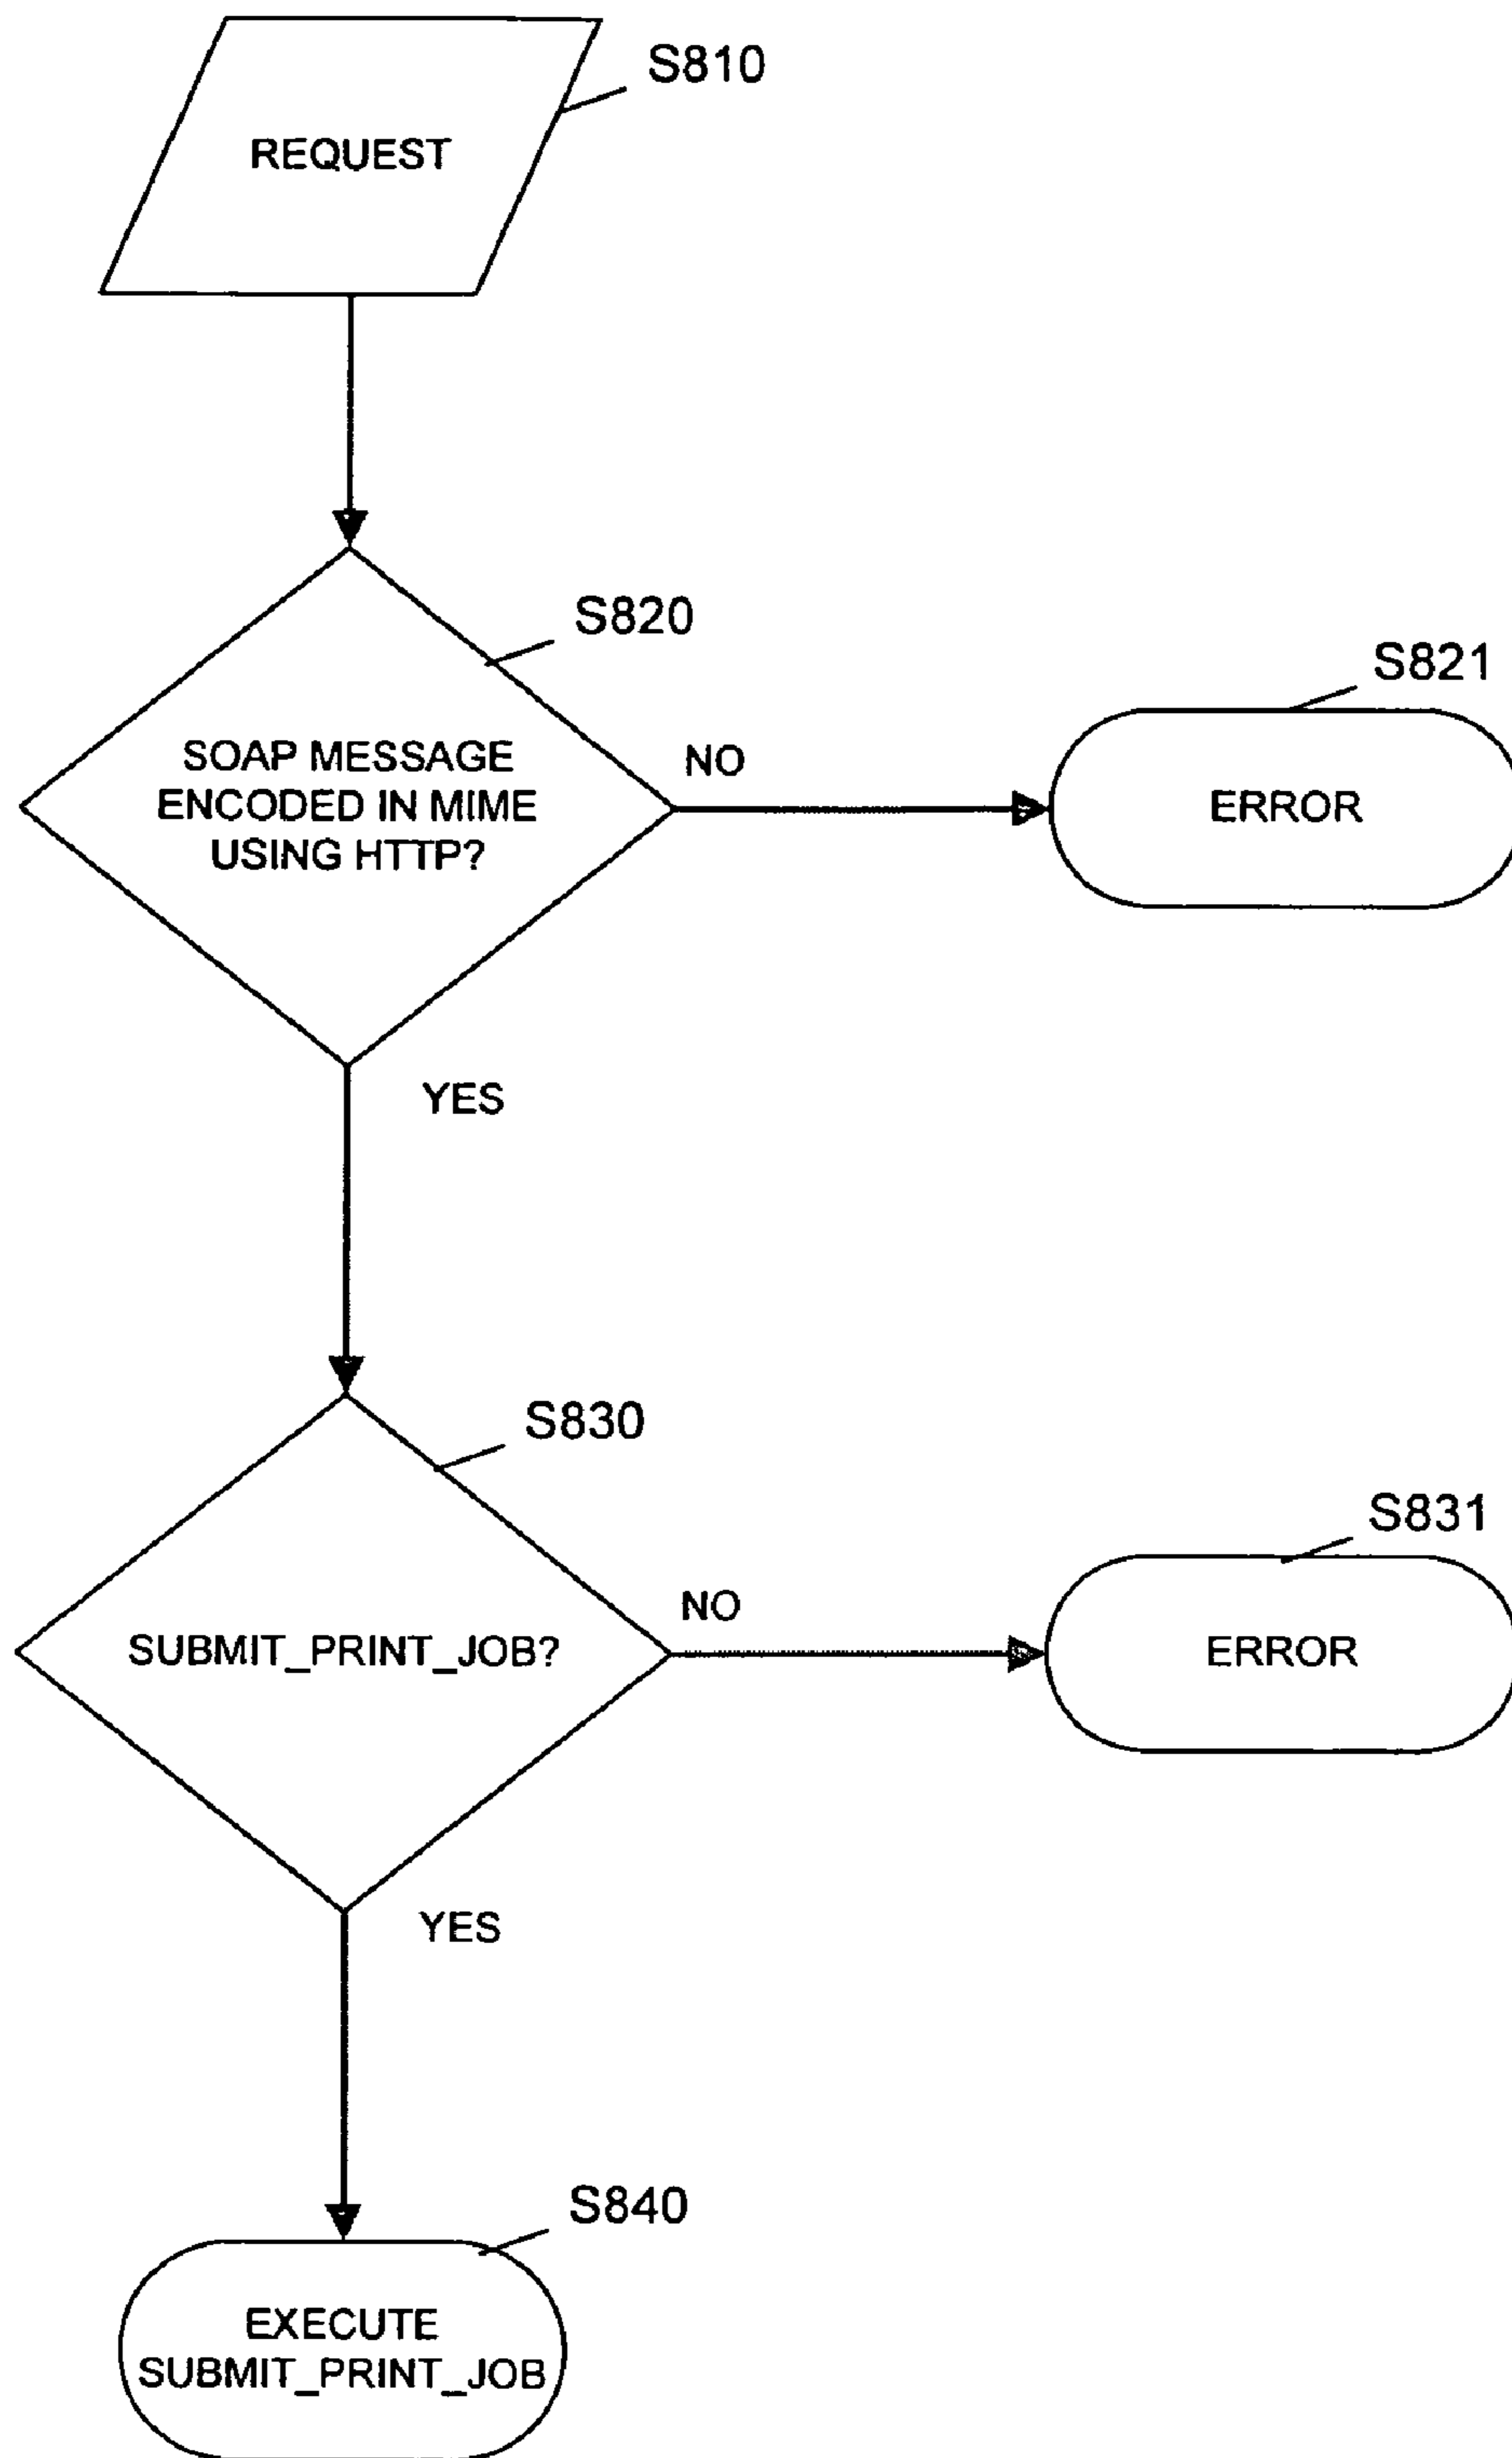 S810
REQUEST
S820
SOAP MESSAGE
ENCODED IN MIME
USING HTTP?
NO
S821
ERROR
YES
S830
SUBMIT_PRINT_JOB?
NO
S831
ERROR
YES
S840
EXECUTE
SUBMIT_PRINT_JOB